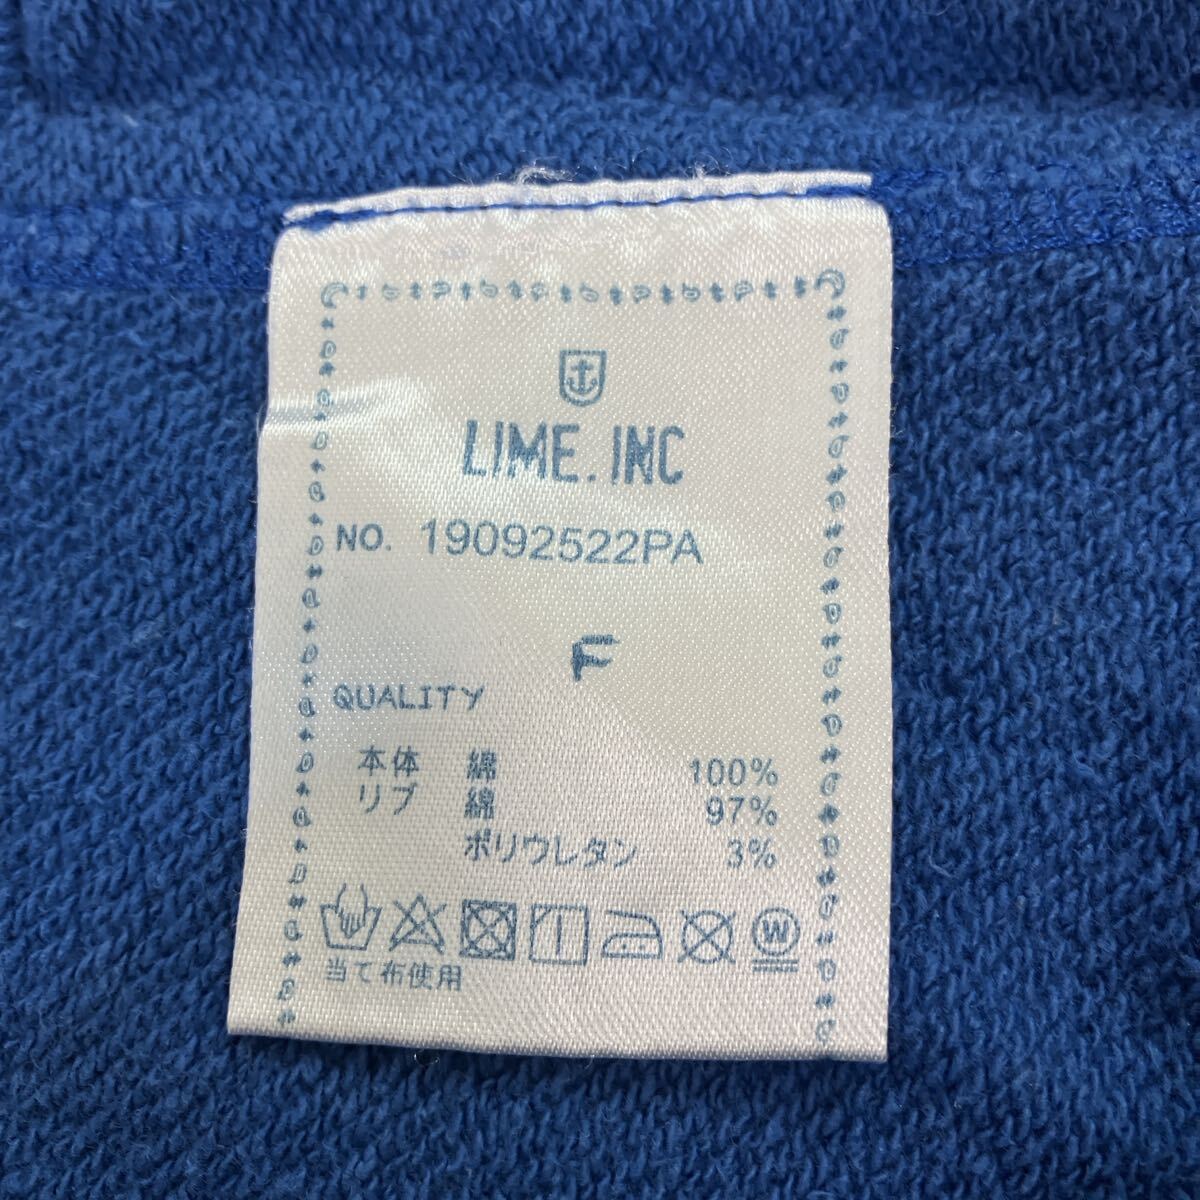 LIME.INC
NO. 19092522PA
F
QUALITY
本体 綿 100%
リブ 綿 97%
ポリウレタン 3%
W
当て布使用